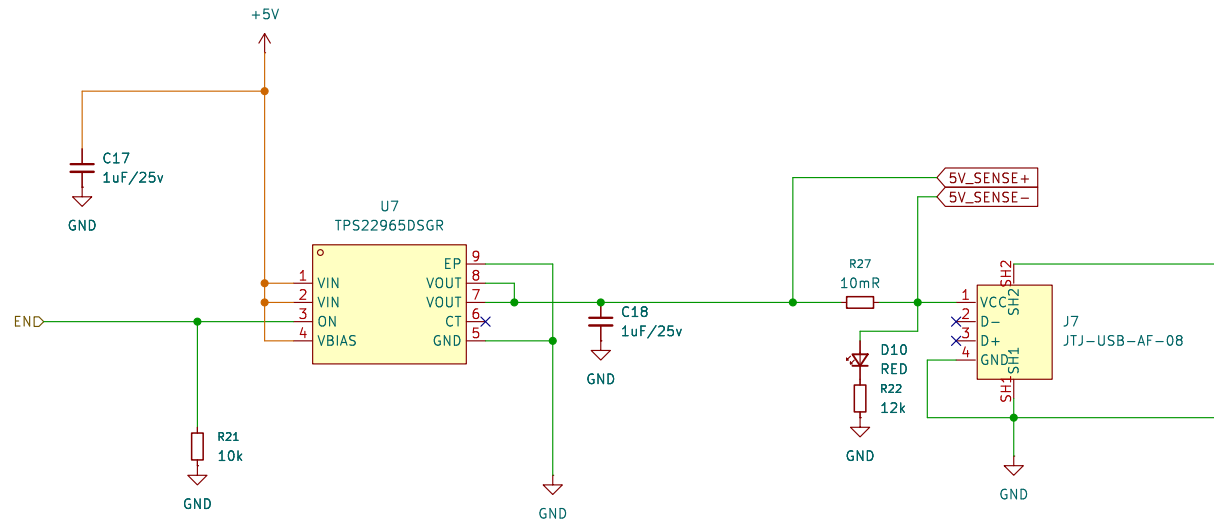 +5V
C17
1uF/25v
GND
U7
TPS22965DSGR
1 VIN
2 VIN
3 ON
4 VBIAS
EP 9
VOUT 8
VOUT 7
CT 6
GND 5
END
R21
10k
GND
GND
C18
1uF/25v
GND
5V_SENSE+
5V_SENSE-
R27
10mR
D10
RED
R22
12k
GND
SH2
SH2
1 VCC
2 D-
3 D+
4 GND
SH1
SH1
J7
JTJ-USB-AF-08
GND